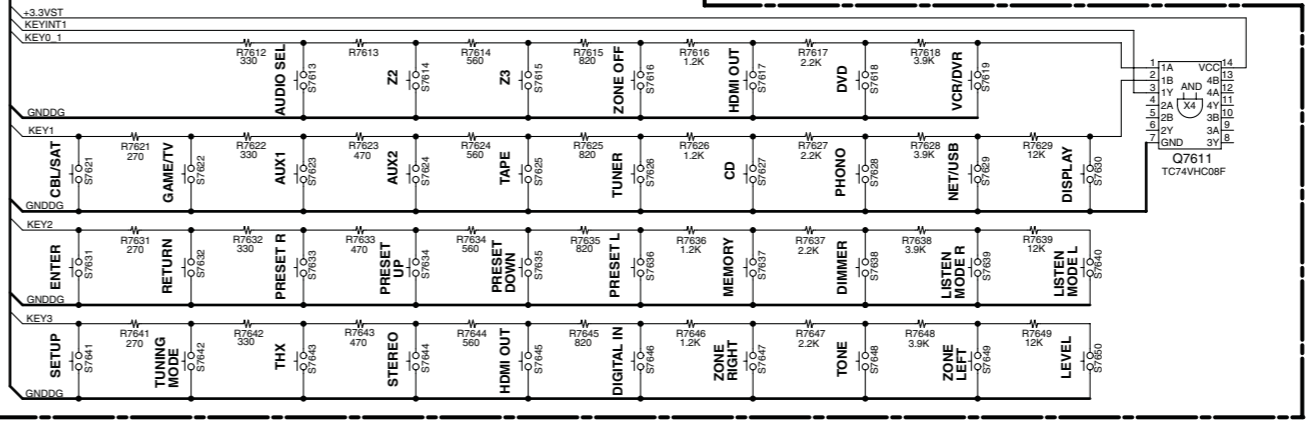 +3.3VST
KEYINT1
KEY0_1
R7612 R7613 R7614 R7615 R7616 R7617 R7618
330 560 820 1.2K 2.2K 3.9K
AUDIO SEL S7613
Z2 S7614
Z3 S7615
ZONE OFF S7616
HDMI OUT S7617
DVD S7618
VCR/DVR S7619
GNDDG
1 1A VCC 14
2 1B 4B 13
3 1Y AND 4A 12
4 2A X4 4Y 11
5 2B 3B 10
6 2Y 3A 9
7 GND 3Y 8
Q7611
TC74VHC08F
KEY1
R7621 R7622 R7623 R7624 R7625 R7626 R7627 R7628 R7629
270 330 470 560 820 1.2K 2.2K 3.9K 12K
CBL/SAT S7621
GAME/TV S7622
AUX1 S7623
AUX2 S7624
TAPE S7625
TUNER S7626
CD S7627
PHONO S7628
NET/USB S7629
DISPLAY S7630
GNDDG
KEY2
R7631 R7632 R7633 R7634 R7635 R7636 R7637 R7638 R7639
270 330 470 560 820 1.2K 2.2K 3.9K 12K
ENTER S7631
RETURN S7632
PRESET R S7633
PRESET
UP S7634
PRESET
DOWN S7635
PRESET L S7636
MEMORY S7637
DIMMER S7638
LISTEN
MODE R S7639
LISTEN
MODE L S7640
GNDDG
KEY3
R7641 R7642 R7643 R7644 R7645 R7646 R7647 R7648 R7649
270 330 470 560 820 1.2K 2.2K 3.9K 12K
SETUP S7641
TUNING
MODE S7642
THX S7643
STEREO S7644
HDMI OUT S7645
DIGITAL IN S7646
ZONE
RIGHT S7647
TONE S7648
ZONE
LEFT S7649
LEVEL S7650
GNDDG